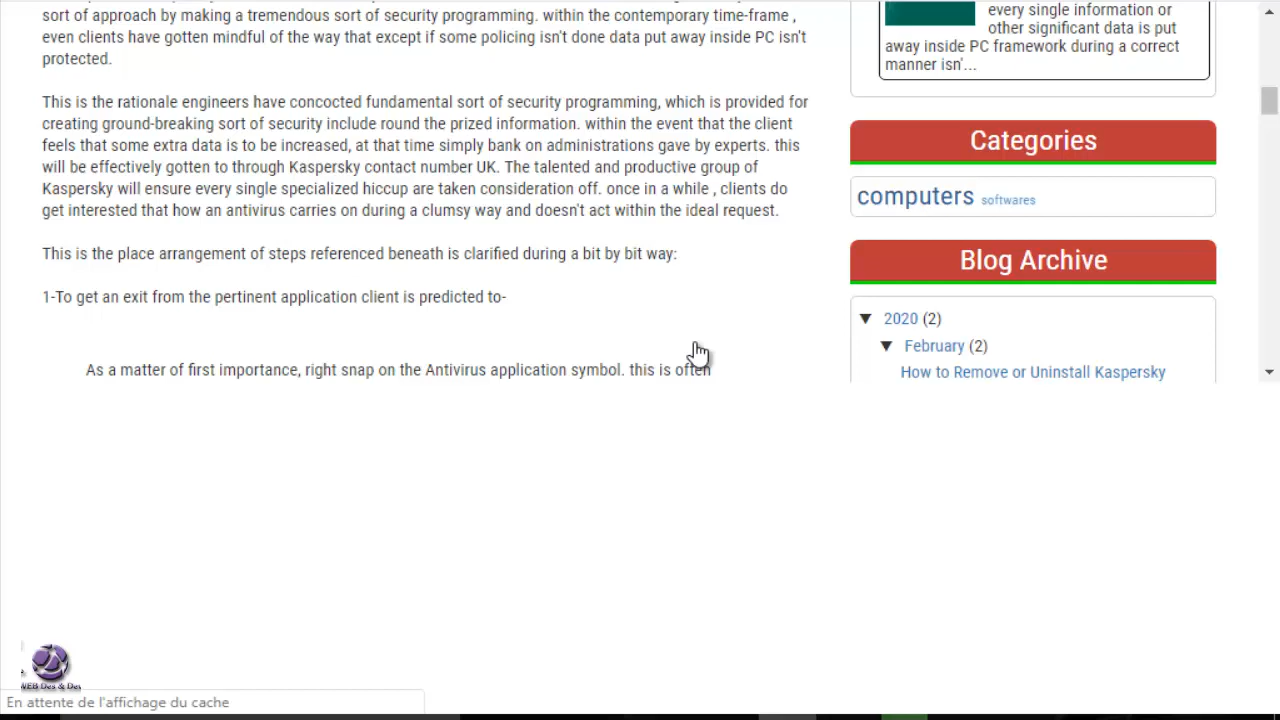 sort of approach by making a tremendous sort of security programming. within the contemporary time-frame ,
even clients have gotten mindful of the way that except if some policing isn't done data put away inside PC isn't
protected.
This is the rationale engineers have concocted fundamental sort of security programming, which is provided for
creating ground-breaking sort of security include round the prized information. within the event that the client
feels that some extra data is to be increased, at that time simply bank on administrations gave by experts. this
will be effectively gotten to through Kaspersky contact number UK. The talented and productive group of
Kaspersky will ensure every single specialized hiccup are taken consideration off. once in a while , clients do
get interested that how an antivirus carries on during a clumsy way and doesn't act within the ideal request.
This is the place arrangement of steps referenced beneath is clarified during a bit by bit way:
1-To get an exit from the pertinent application client is predicted to-
As a matter of first importance, right snap on the Antivirus application symbol. this is often
every single information or
other significant data is put
away inside PC framework during a correct
manner isn'...
Categories
computers softwares
Blog Archive
▼ 2020 (2)
▼ February (2)
How to Remove or Uninstall Kaspersky
WEB Des & De
En attente de l'affichage du cache